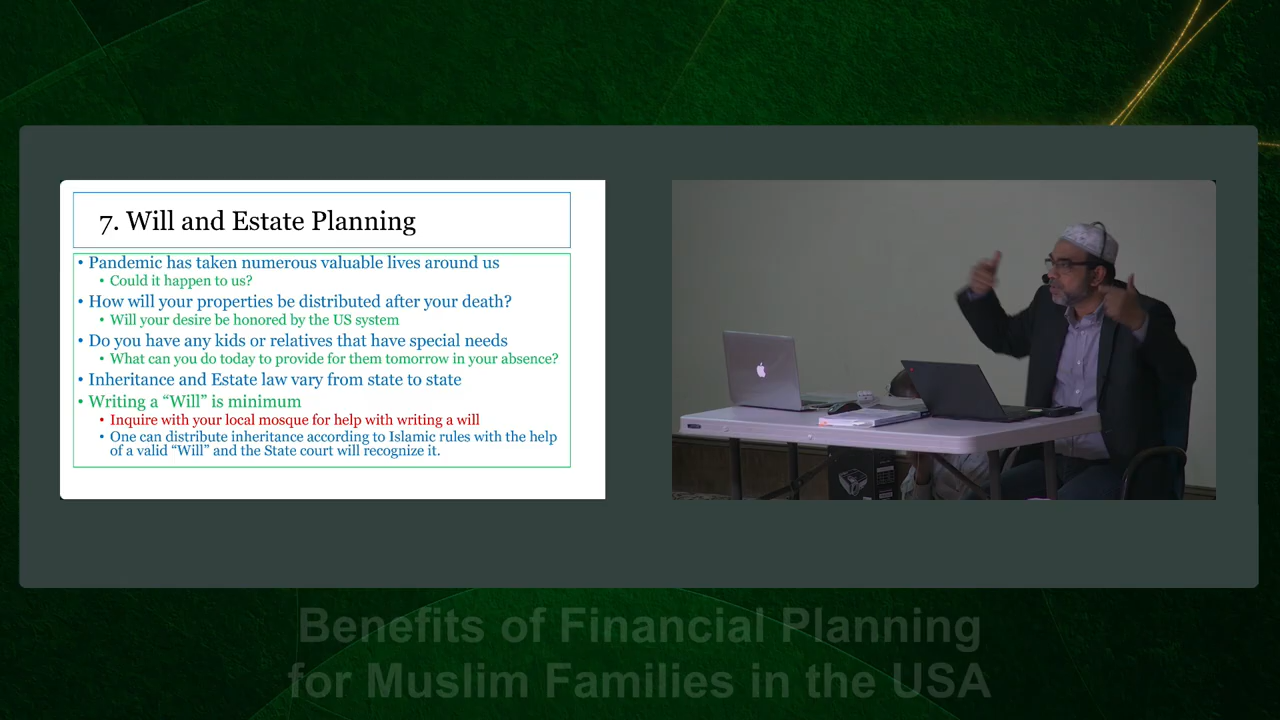 7. Will and Estate Planning
• Pandemic has taken numerous valuable lives around us
• Could it happen to us?
• How will your properties be distributed after your death?
• Will your desire be honored by the US system
• Do you have any kids or relatives that have special needs
• What can you do today to provide for them tomorrow in your absence?
• Inheritance and Estate law vary from state to state
• Writing a “Will” is minimum
• Inquire with your local mosque for help with writing a will
• One can distribute inheritance according to Islamic rules with the help
of a valid “Will” and the State court will recognize it.
Benefits of Financial Planning
for Muslim Families in the USA